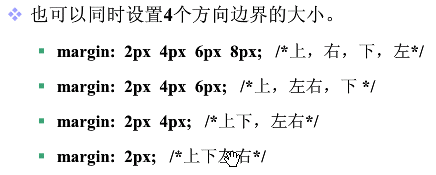 也可以同时设置4个方向边界的大小。
margin: 2px 4px 6px 8px; /*上，右，下，左*/
margin: 2px 4px 6px; /*上，左右，下 */
margin: 2px 4px; /*上下，左右*/
margin: 2px; /*上下左右*/